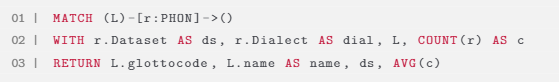 01 | MATCH (L)-[r:PHON]->()
02 | WITH r.Dataset AS ds, r.Dialect AS dial, L, COUNT(r) AS c
03 | RETURN L.glottocode, L.name AS name, ds, AVG(c)